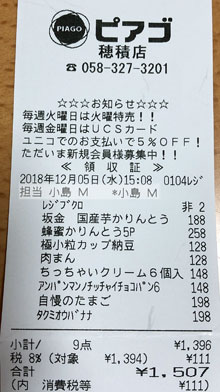 PIAGO ピアゴ
穂積店
☎ 058-327-3201
☆☆☆お知らせ☆☆☆
毎週火曜日は火曜特売!!
毎週金曜日はUCSカード
ユニコでのお支払いで5%OFF!
ただいま新規会員様募集中!!
≪ 領 収 証 ≫
2018年12月05日(水)15:08 0104レジ
担当 小島 M *小島 M
レジブクロ 非 2
坂金 国産芋かりんとう 188
蜂蜜かりんとう5P 258
極小粒カップ納豆 128
肉まん 128
ちっちゃいクリーム6個入 148
アンパンマンノチッチャイチョコパン6 148
自慢のたまご 198
タクミオウバナナ 198
小計/ 9点 ¥1,396
税 8% (対象 ¥1,394) ¥111
合計 ¥1,507
(内 消費税等 ¥111)